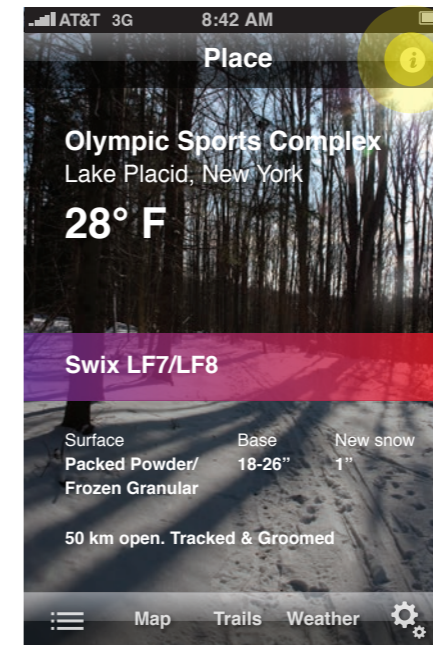 AT&T 3G 8:42 AM
Place
i
Olympic Sports Complex
Lake Placid, New York
28° F
Swix LF7/LF8
Surface Base New snow
Packed Powder/ 18-26” 1”
Frozen Granular
50 km open. Tracked & Groomed
Map Trails Weather